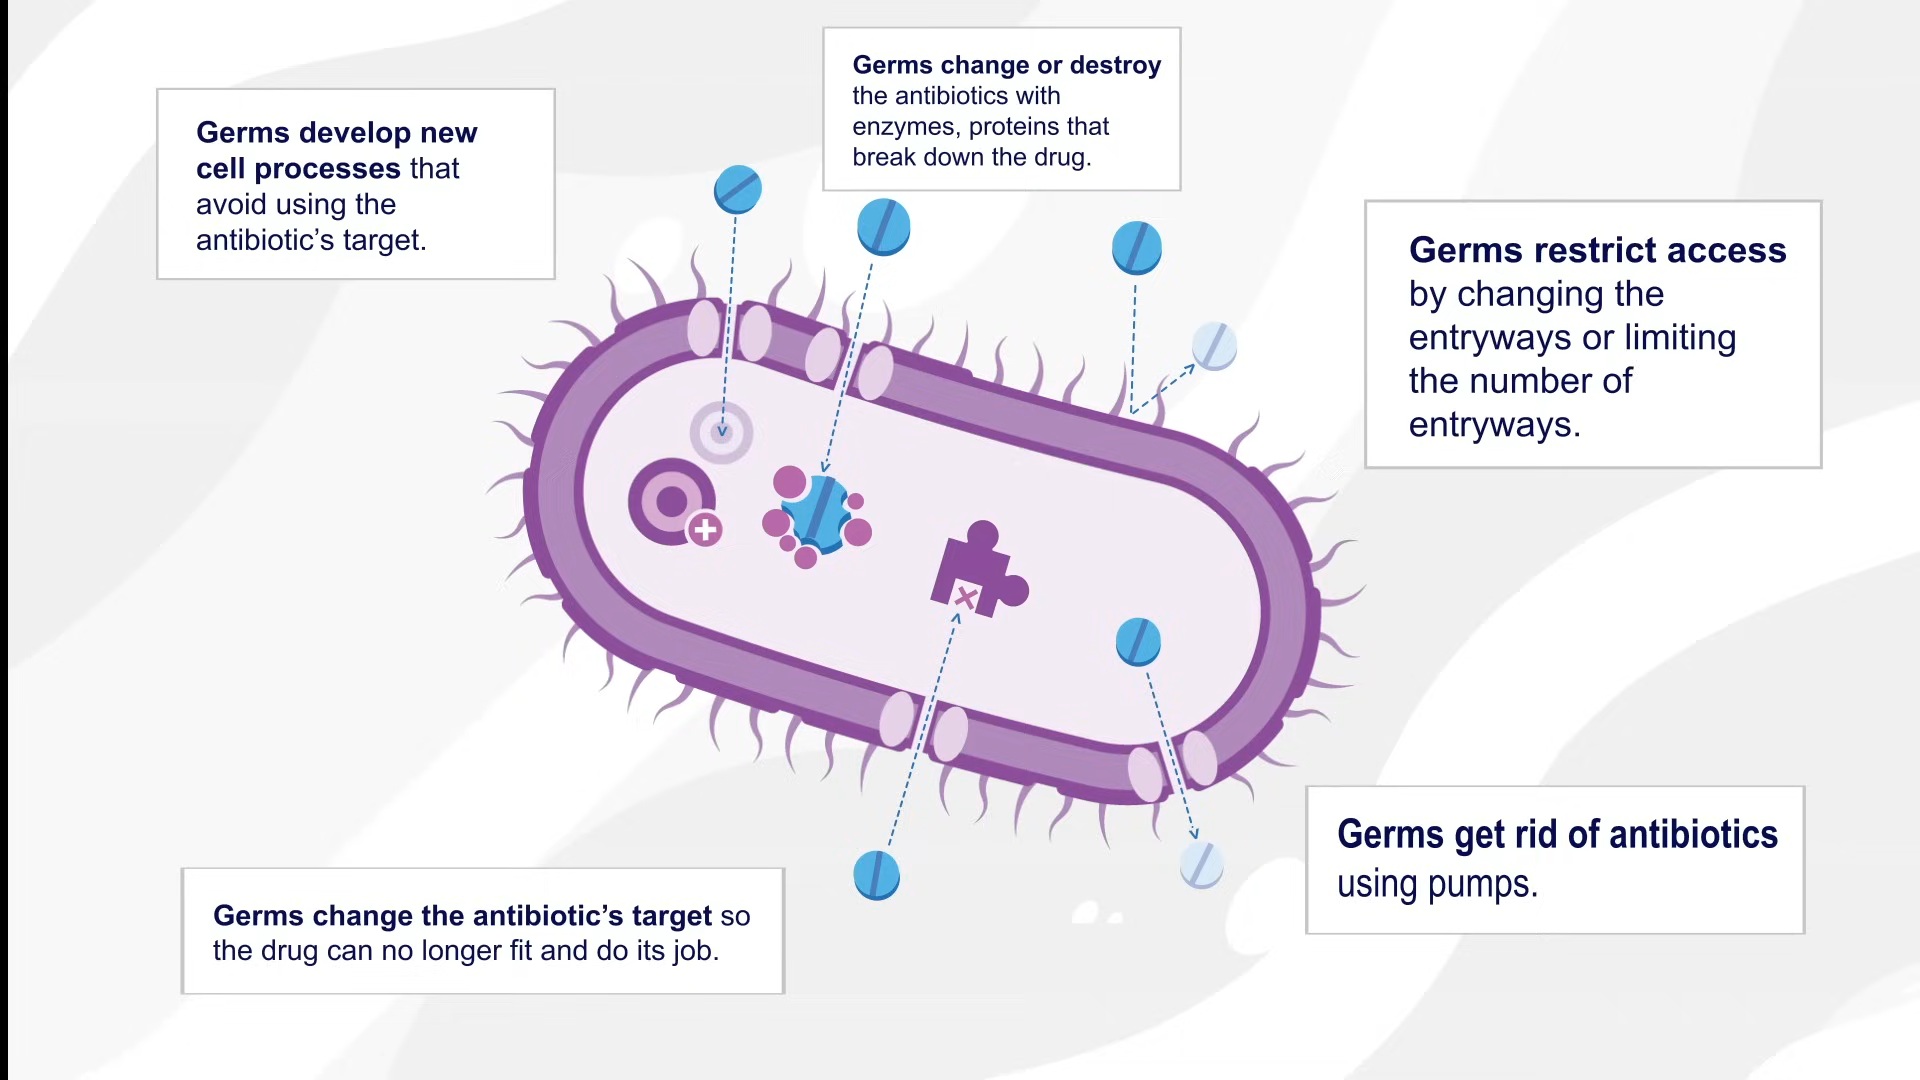 Germs develop new
cell processes that
avoid using the
antibiotic’s target.
Germs change or destroy
the antibiotics with
enzymes, proteins that
break down the drug.
Germs restrict access
by changing the
entryways or limiting
the number of
entryways.
Germs change the antibiotic’s target so
the drug can no longer fit and do its job.
Germs get rid of antibiotics
using pumps.